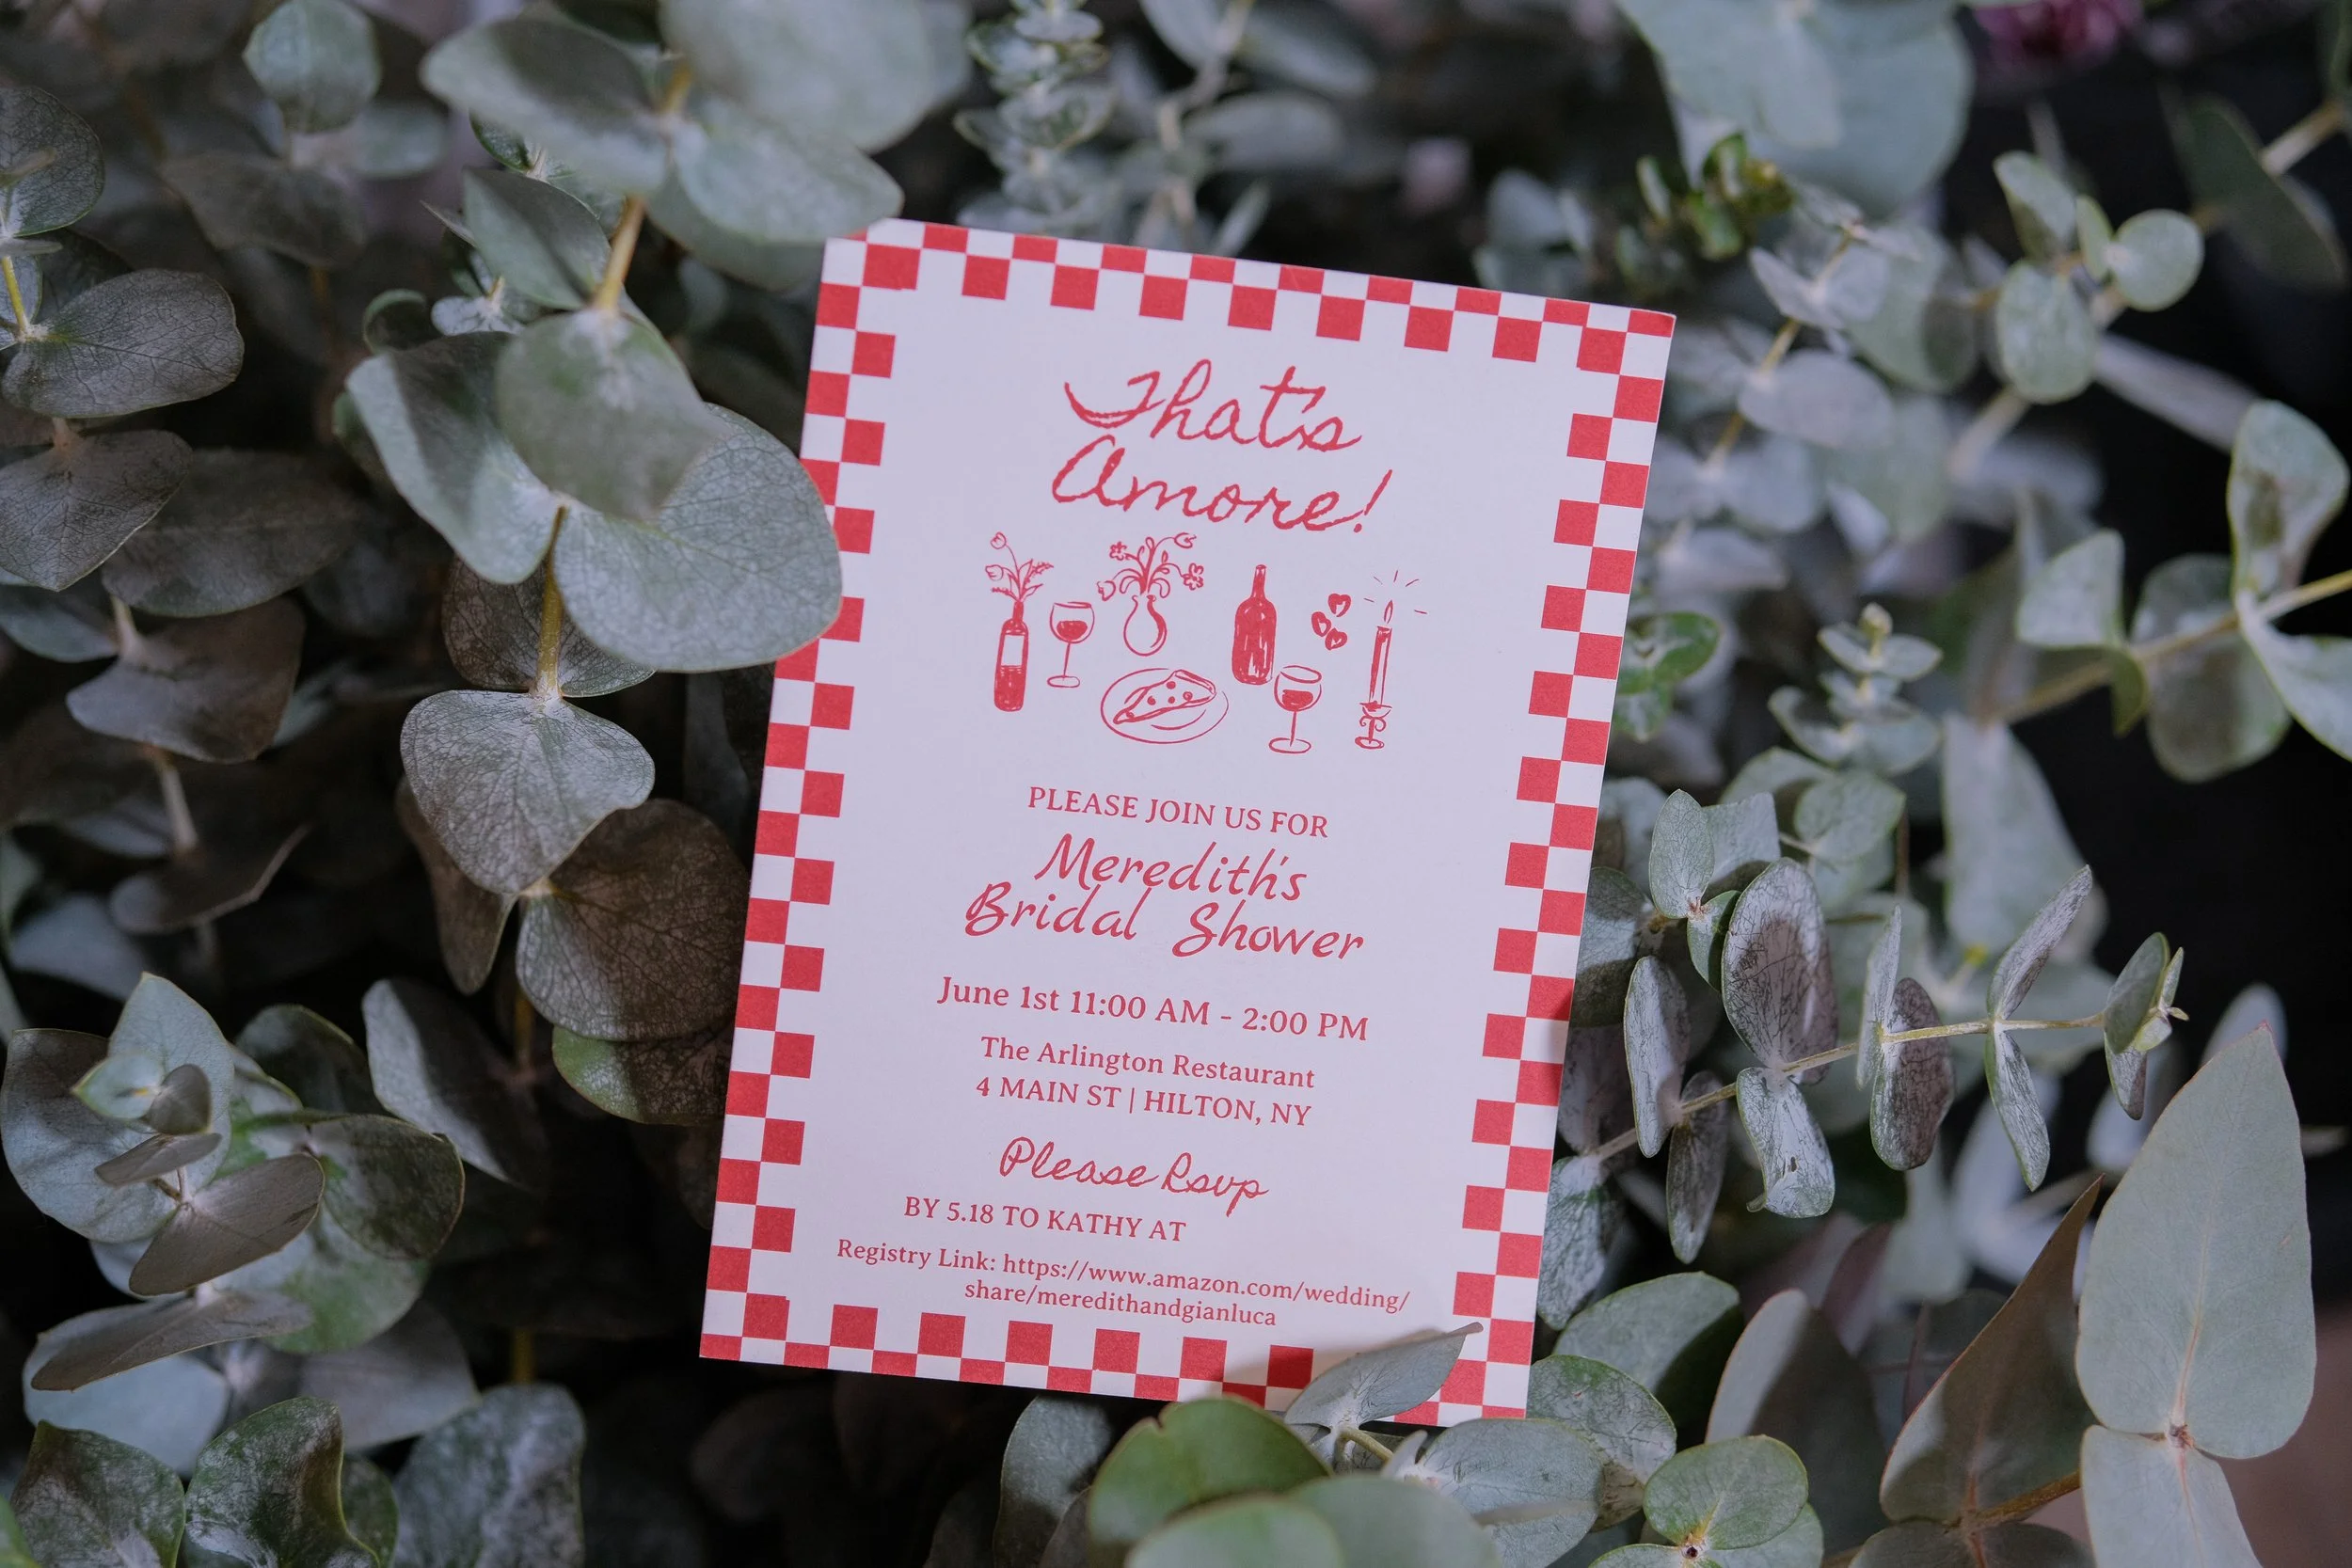 That's
Amore!
PLEASE JOIN US FOR
Meredith's
Bridal Shower
June 1st 11:00 AM - 2:00 PM
The Arlington Restaurant
4 MAIN ST | HILTON, NY
Please Rsvp
BY 5.18 TO KATHY AT
Registry Link: https://www.amazon.com/wedding/
share/meredithandgianluca